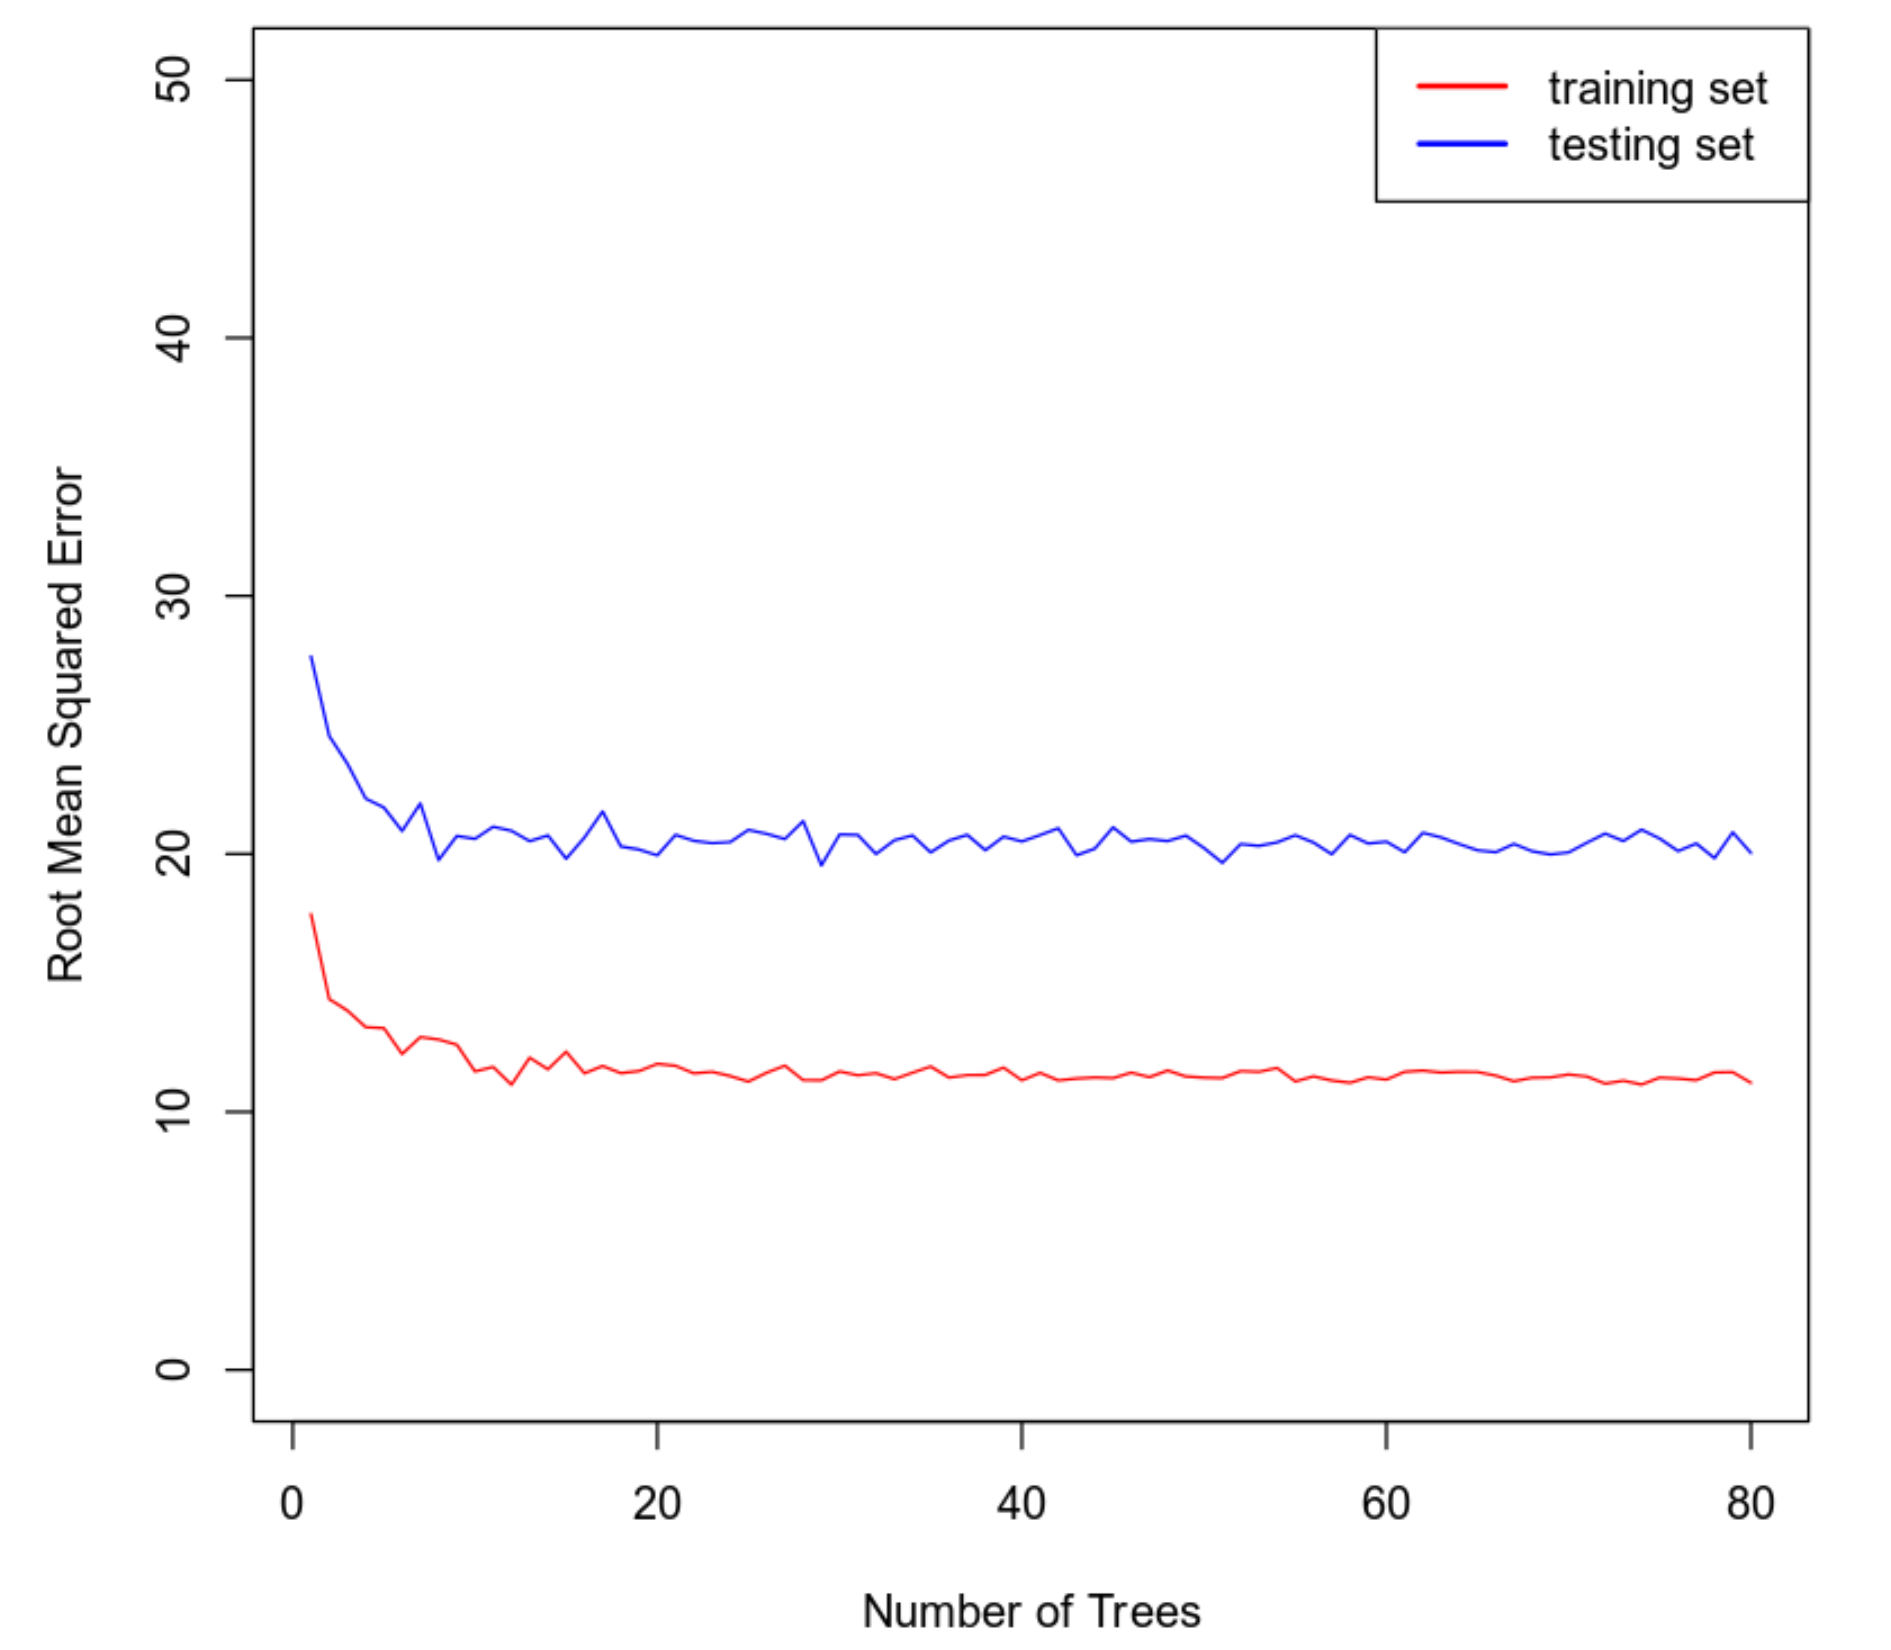 training set
testing set
50
40
30
20
10
0
Root Mean Squared Error
0 20 40 60 80
Number of Trees